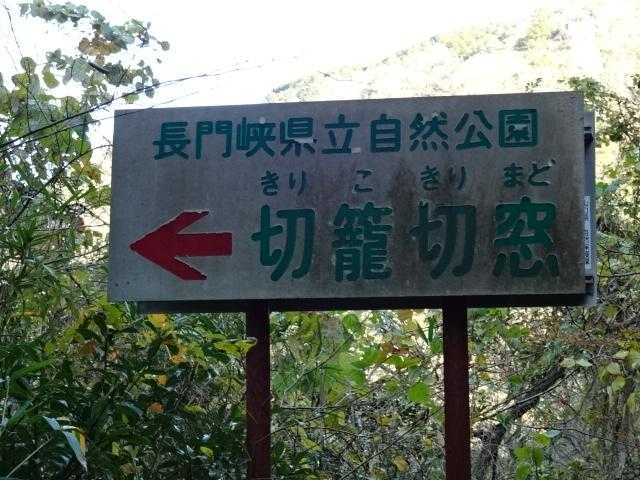 長門峡県立自然公園
きり こ きり まど
切籠切窓